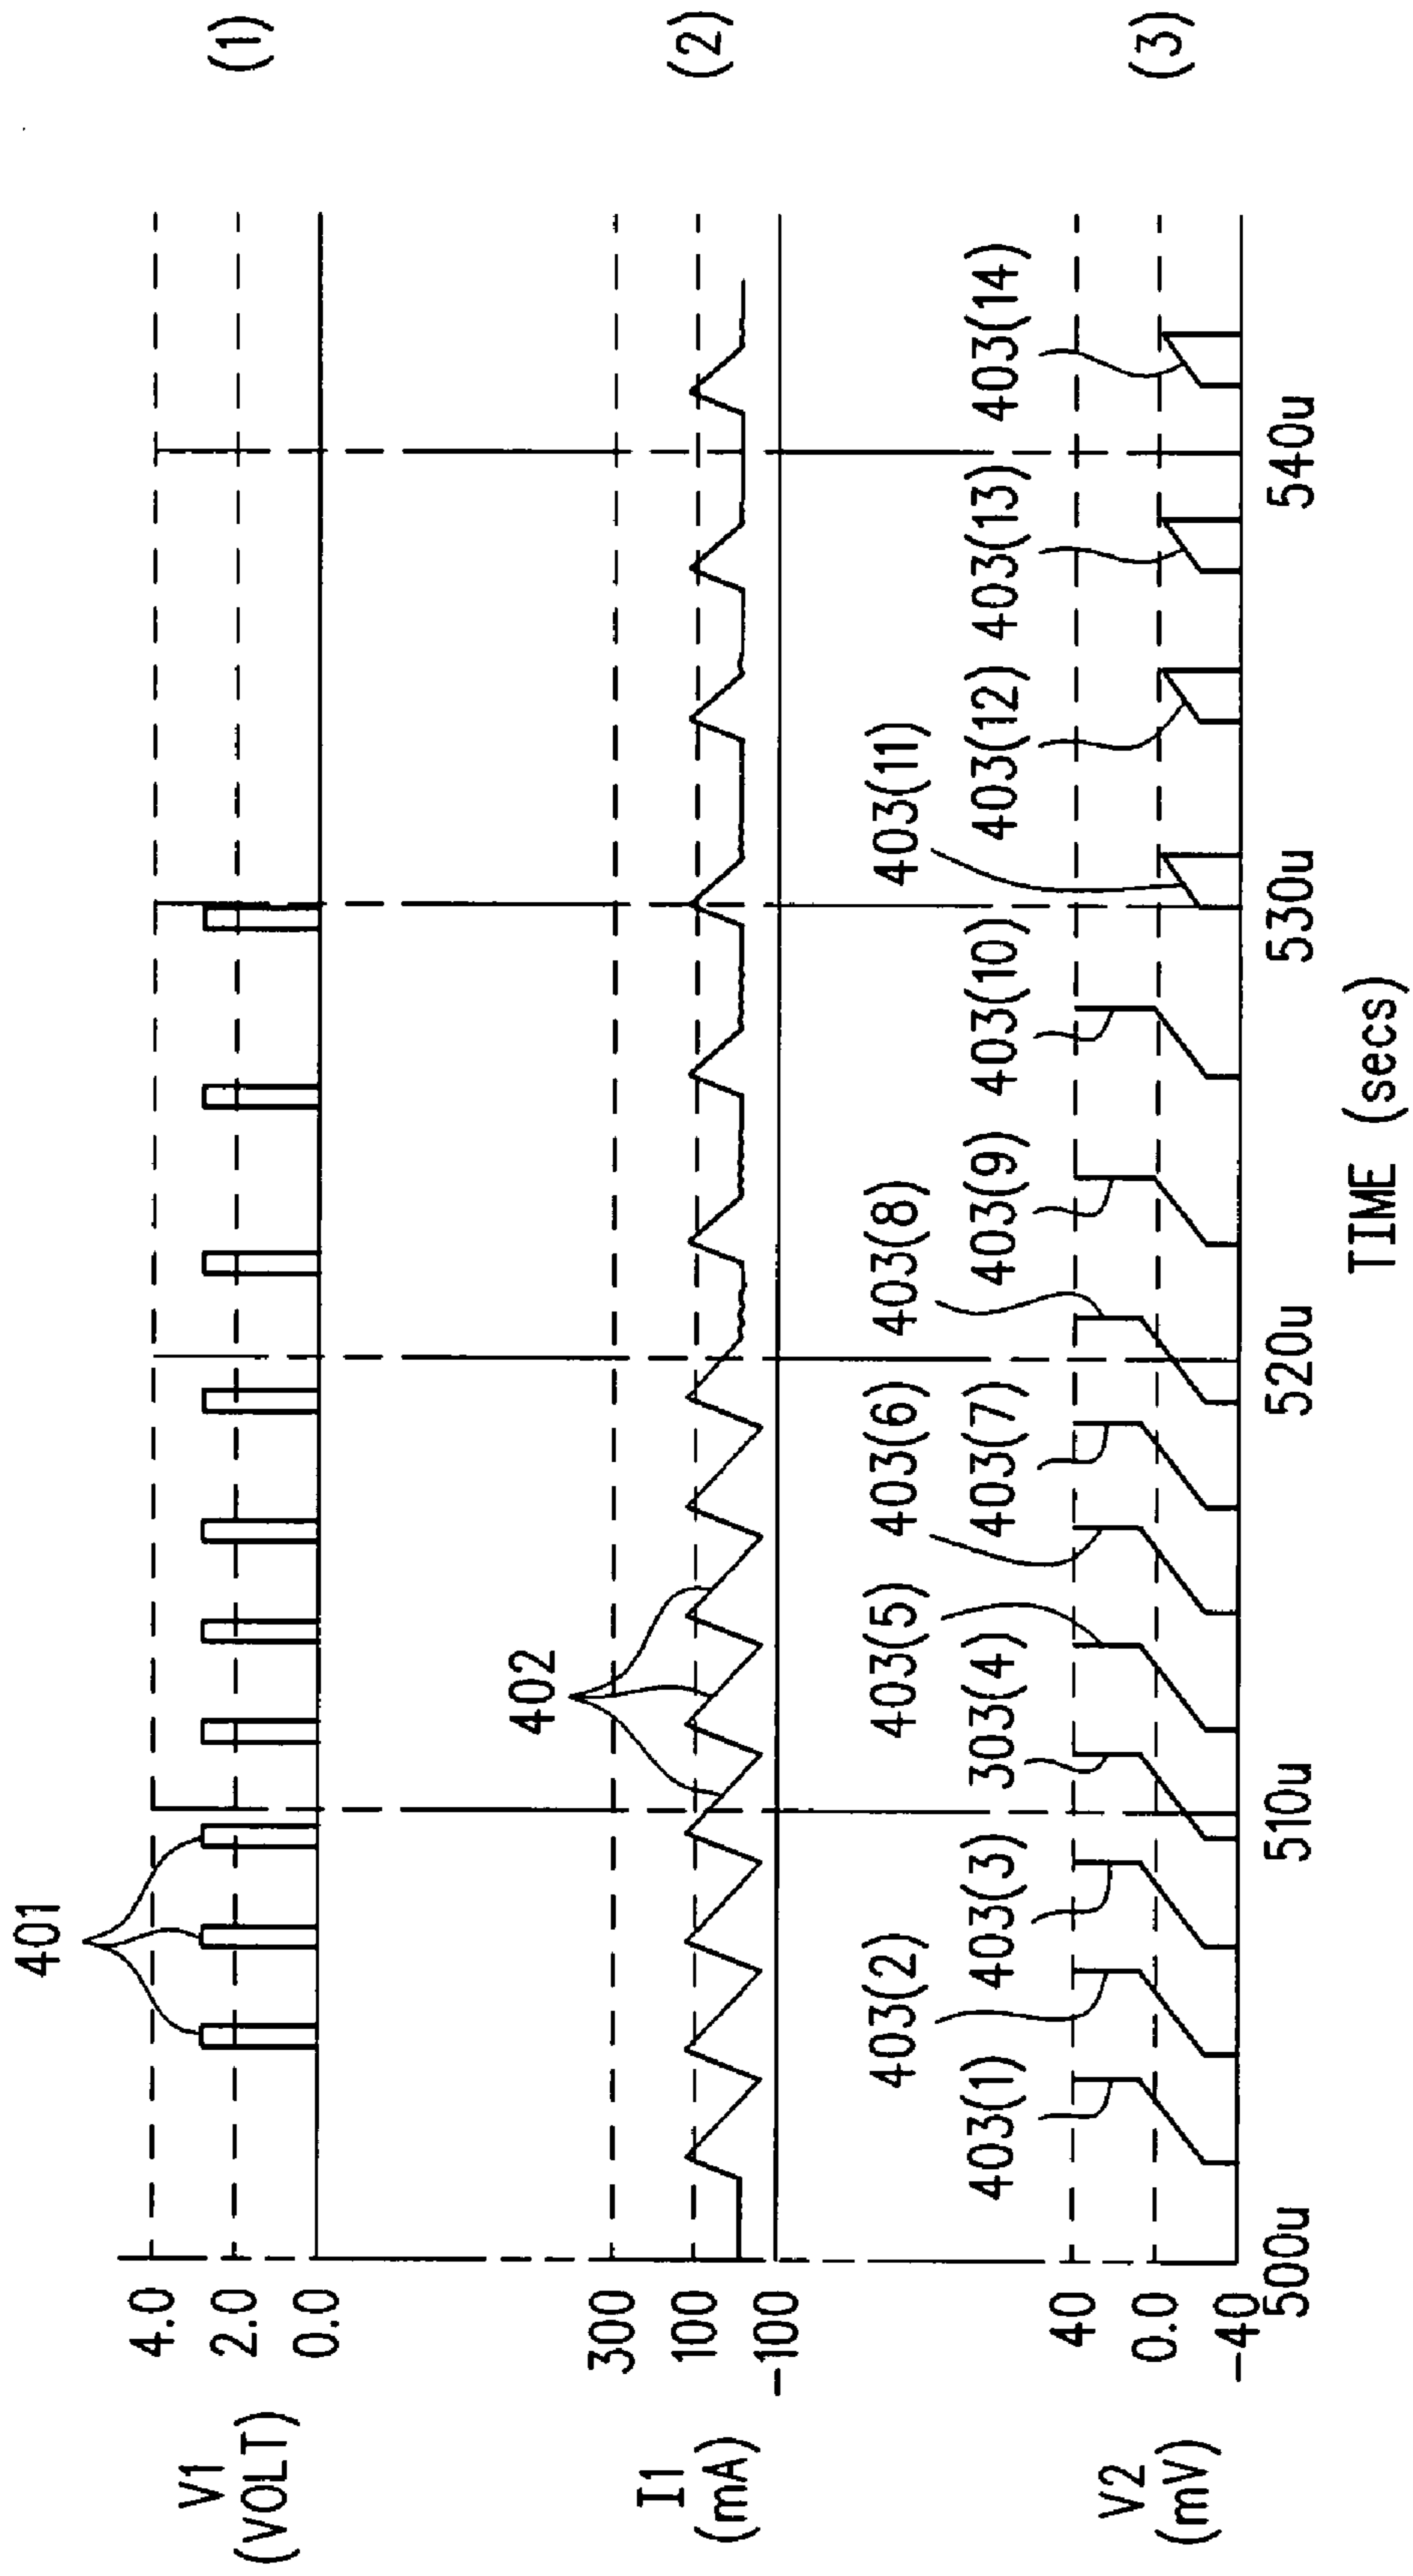 401
V1
(VOLT)
4.0
2.0
0.0
(1)
402
I1
(mA)
300
100
-100
(2)
403(2)
403(5)
403(6)
403(8)
403(11)
403(1)
403(3)
303(4)
403(7)
403(9)
403(10)
403(12)
403(13)
403(14)
V2
(mV)
40
0.0
-40
(3)
500u
510u
520u
530u
540u
TIME (secs)